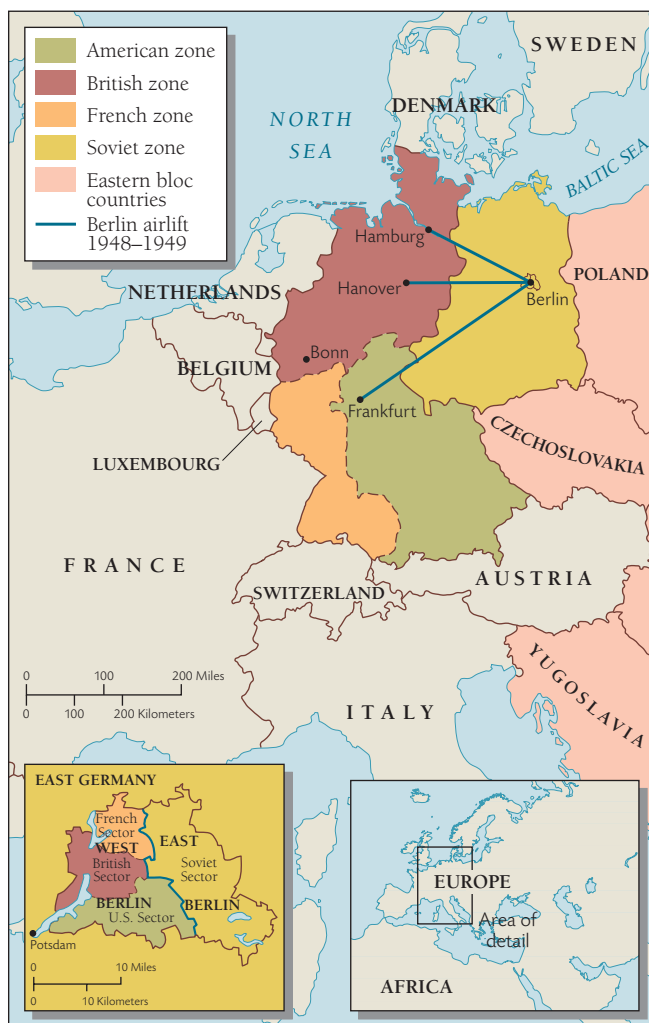 American zone
British zone
French zone
Soviet zone
Eastern bloc
countries
Berlin airlift
1948–1949
SWEDEN
DENMARK
NORTH
SEA
BALTIC SEA
Hamburg
POLAND
Hanover
Berlin
NETHERLANDS
Bonn
BELGIUM
Frankfurt
CZECHOSLOVAKIA
LUXEMBOURG
FRANCE
AUSTRIA
SWITZERLAND
YUGOSLAVIA
0 100 200 Miles
0 100 200 Kilometers
ITALY
EAST GERMANY
French
Sector
WEST
EAST
British
Sector
Soviet
Sector
BERLIN
U.S. Sector
BERLIN
Potsdam
0 10 Miles
0 10 Kilometers
EUROPE
Area of
detail
AFRICA